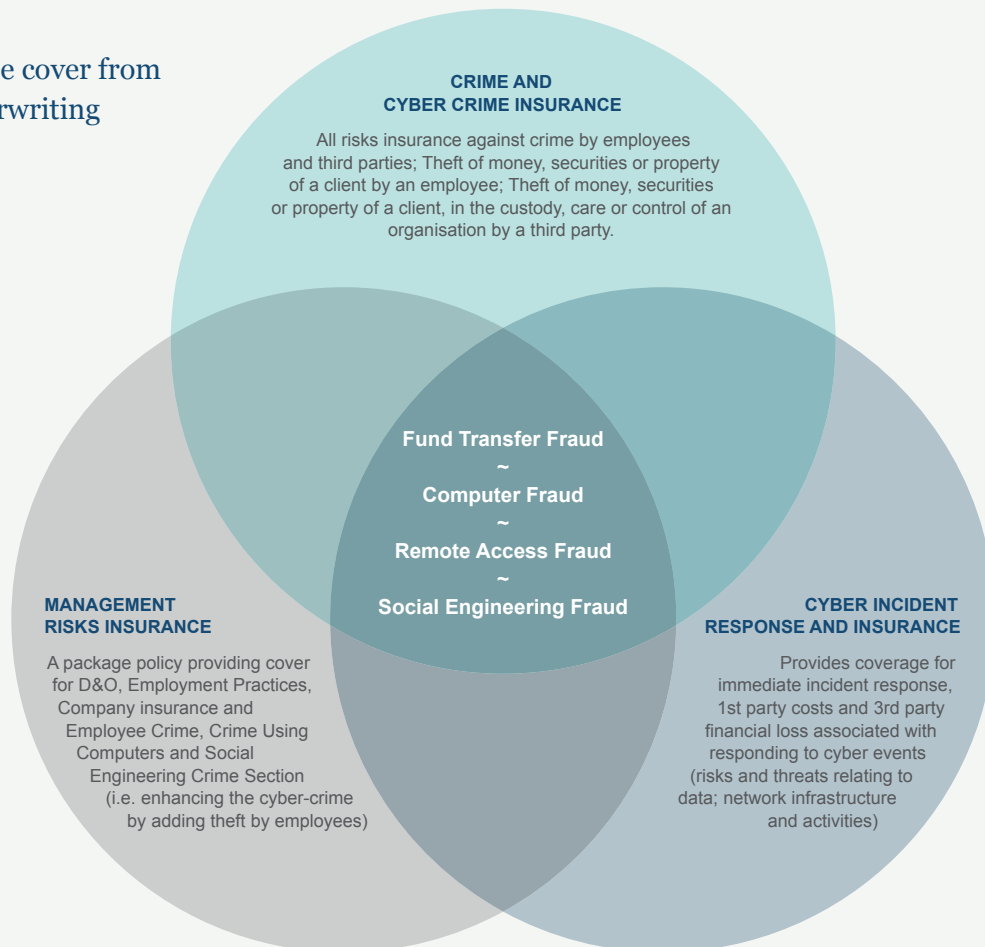 e cover from
rwriting
CRIME AND
CYBER CRIME INSURANCE
All risks insurance against crime by employees
and third parties; Theft of money, securities or property
of a client by an employee; Theft of money, securities
or property of a client, in the custody, care or control of an
organisation by a third party.
Fund Transfer Fraud
~
Computer Fraud
~
Remote Access Fraud
~
Social Engineering Fraud
MANAGEMENT
RISKS INSURANCE
A package policy providing cover
for D&O, Employment Practices,
Company insurance and
Employee Crime, Crime Using
Computers and Social
Engineering Crime Section
(i.e. enhancing the cyber-crime
by adding theft by employees)
CYBER INCIDENT
RESPONSE AND INSURANCE
Provides coverage for
immediate incident response,
1st party costs and 3rd party
financial loss associated with
responding to cyber events
(risks and threats relating to
data; network infrastructure
and activities)